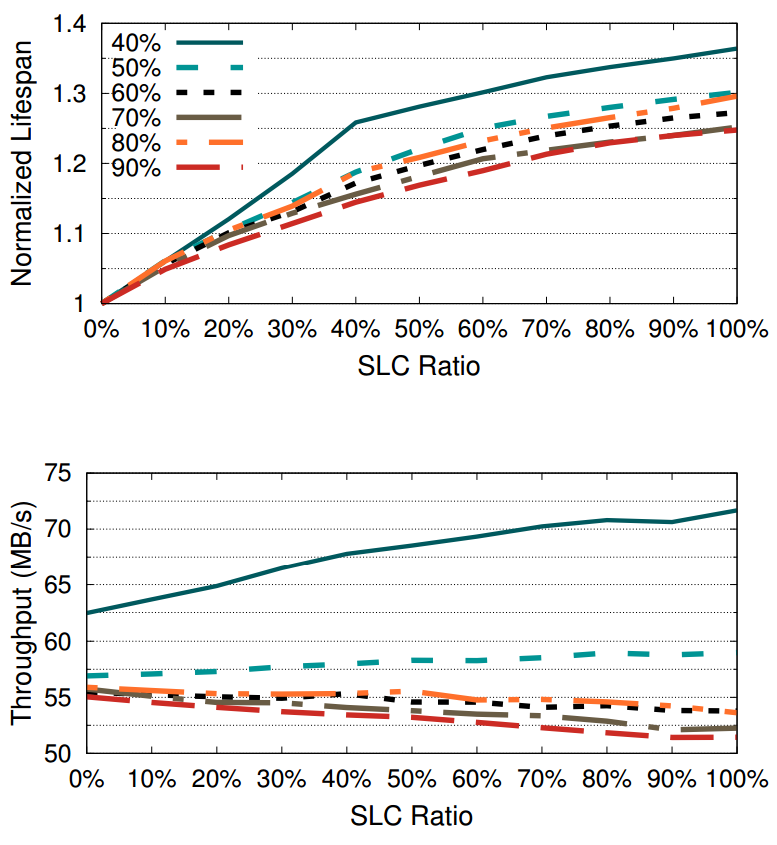 Normalized Lifespan
1.4
1.3
1.2
1.1
1
40%
50%
60%
70%
80%
90%
0% 10% 20% 30% 40% 50% 60% 70% 80% 90% 100%
SLC Ratio
Throughput (MB/s)
75
70
65
60
55
50
0% 10% 20% 30% 40% 50% 60% 70% 80% 90% 100%
SLC Ratio